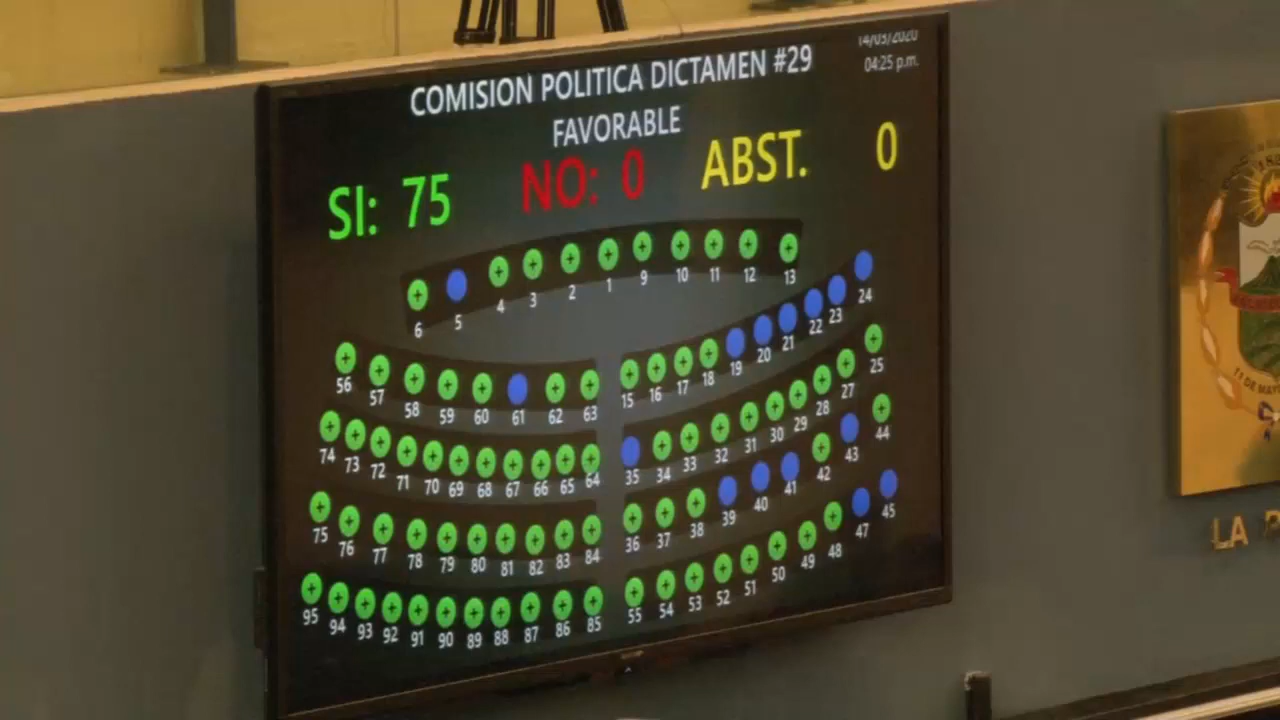 14/03/2020
04:25 p.m.
COMISION POLITICA DICTAMEN #29
FAVORABLE
SI: 75 NO: 0 ABST. 0
6 5 4 3 2 1 9 10 11 12 13
56 57 58 59 60 61 62 63 15 16 17 18 19 20 21 22 23 24
74 73 72 71 70 69 68 67 66 65 64 35 34 33 32 31 30 29 28 27 25
75 76 77 78 79 80 81 82 83 84 36 37 38 39 40 41 42 43 44
95 94 93 92 91 90 89 88 87 86 85 55 54 53 52 51 50 49 48 47 45
11 DE MAY
LA